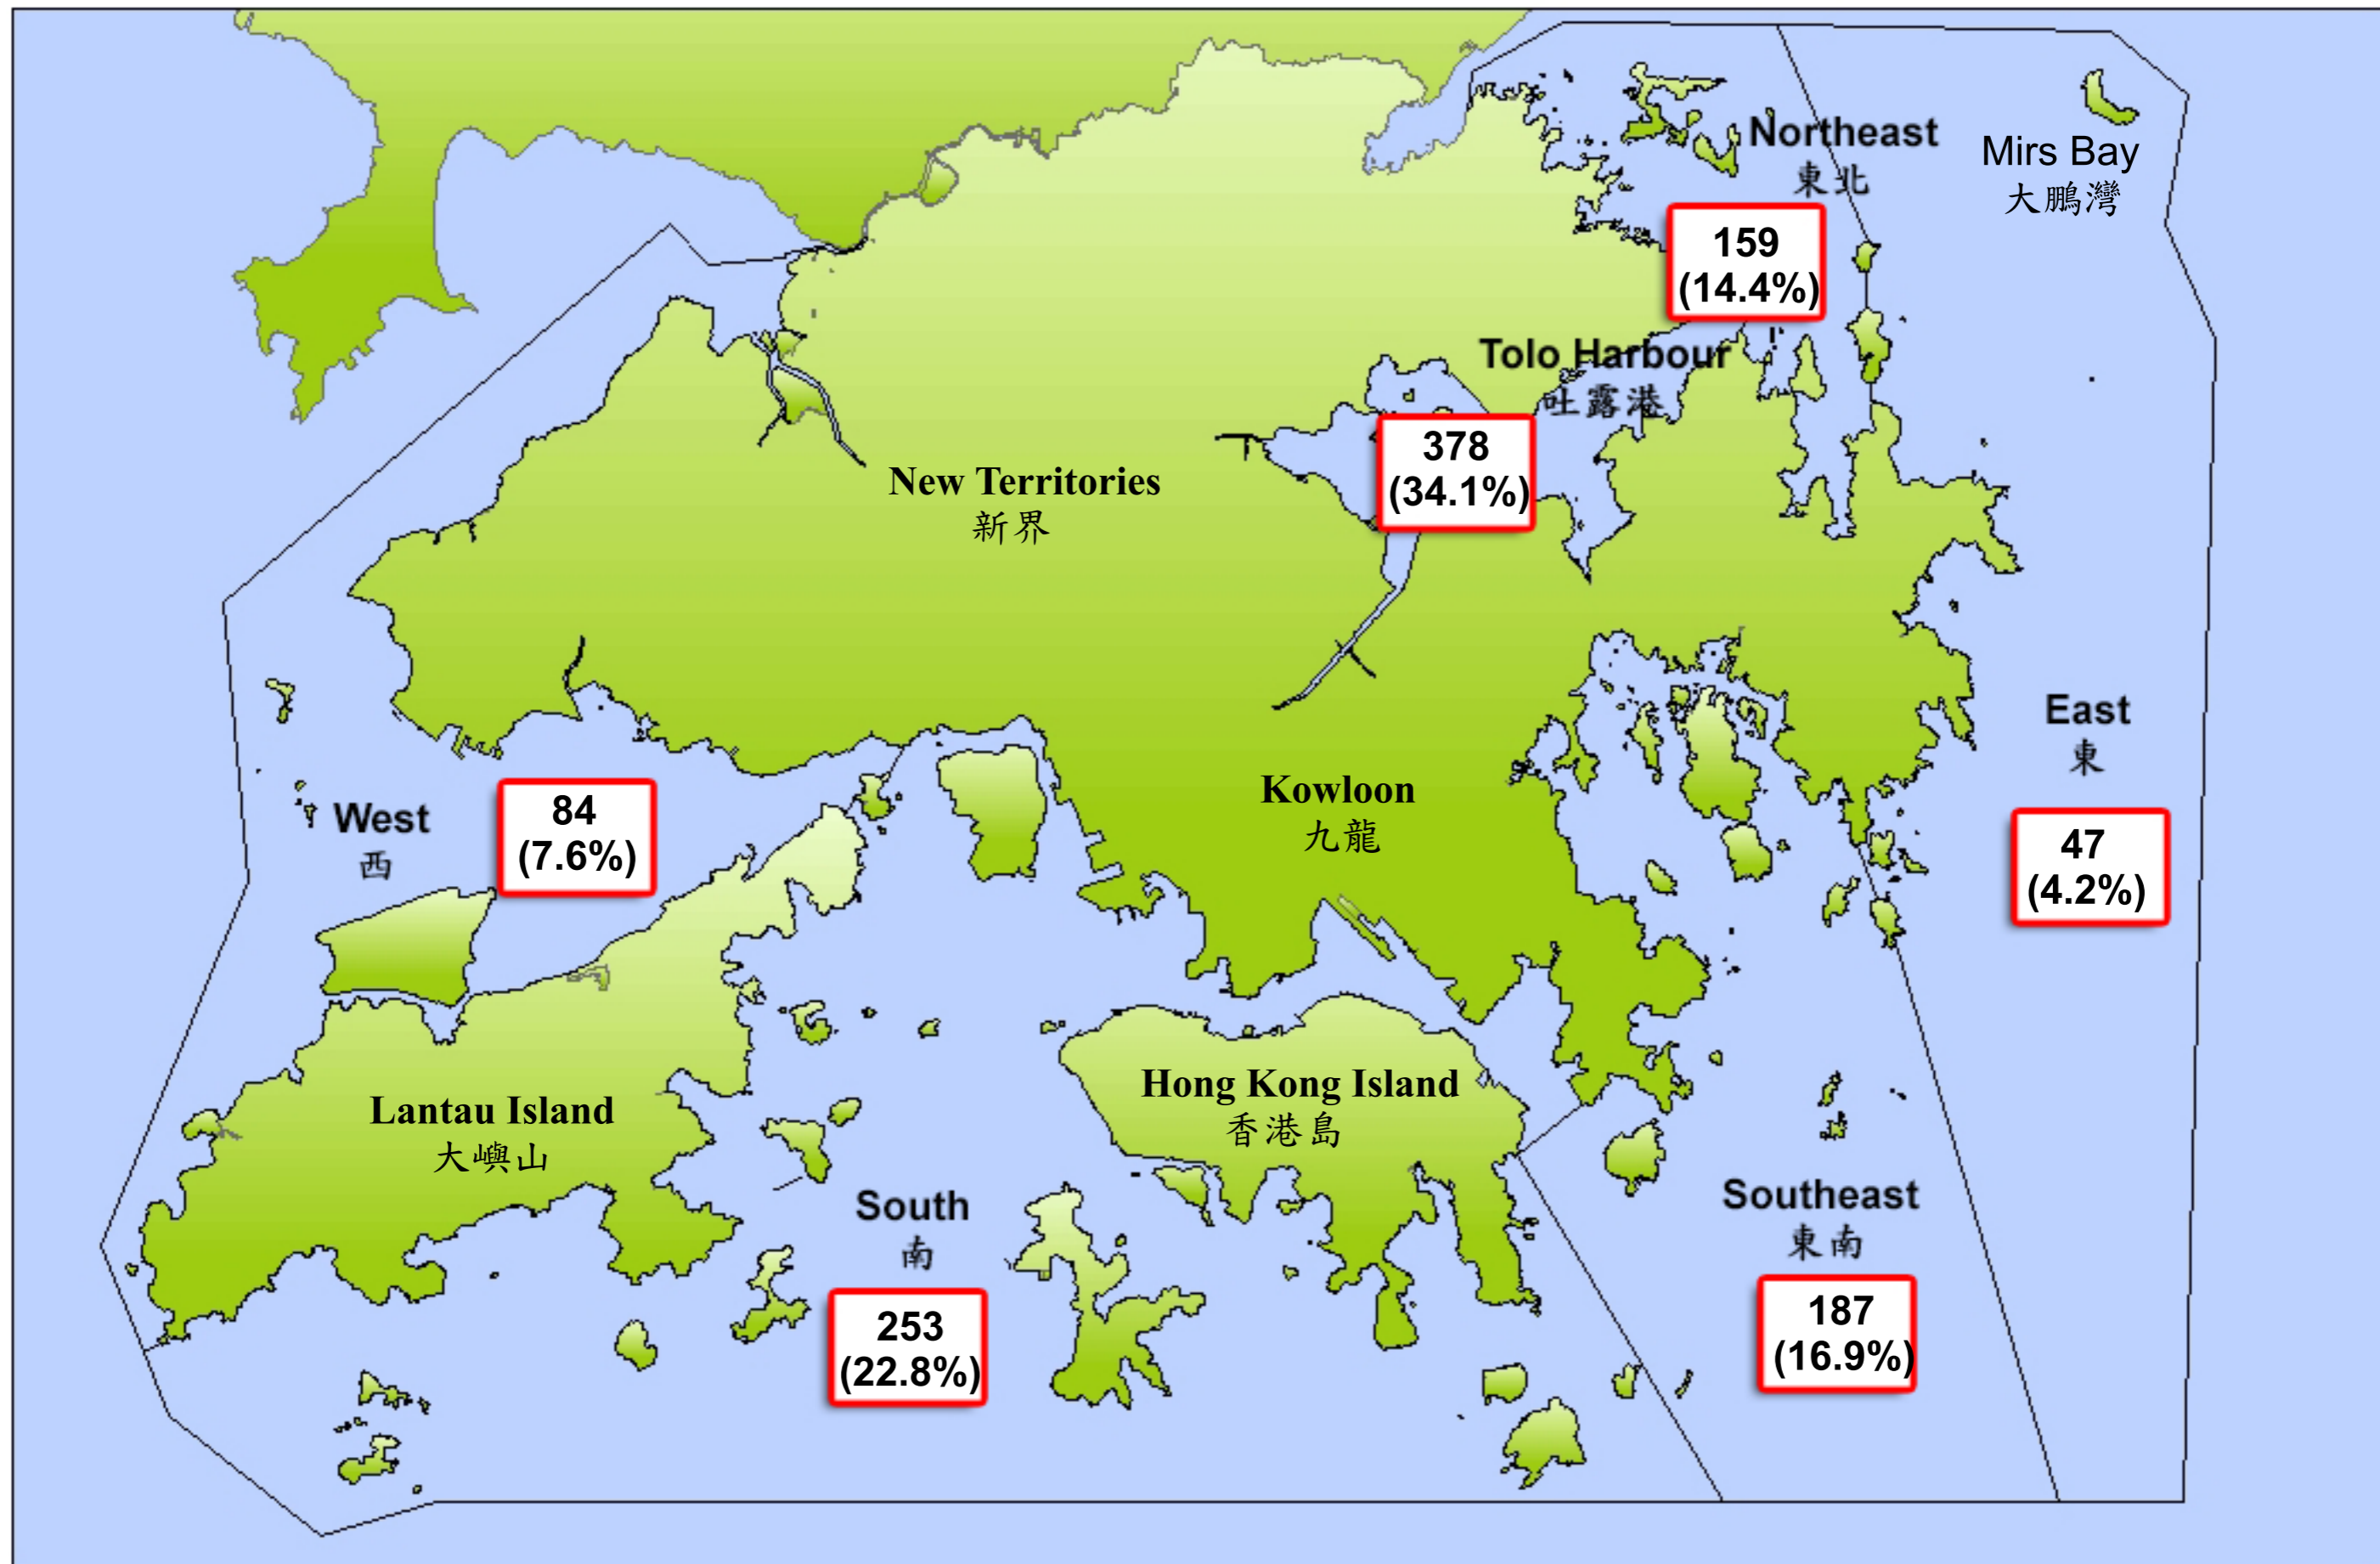 Northeast
東北
Mirs Bay
大鵬灣
159
(14.4%)
Tolo Harbour
吐露港
378
(34.1%)
New Territories
新界
East
東
47
(4.2%)
West
西
84
(7.6%)
Kowloon
九龍
Lantau Island
大嶼山
Hong Kong Island
香港島
South
南
253
(22.8%)
Southeast
東南
187
(16.9%)